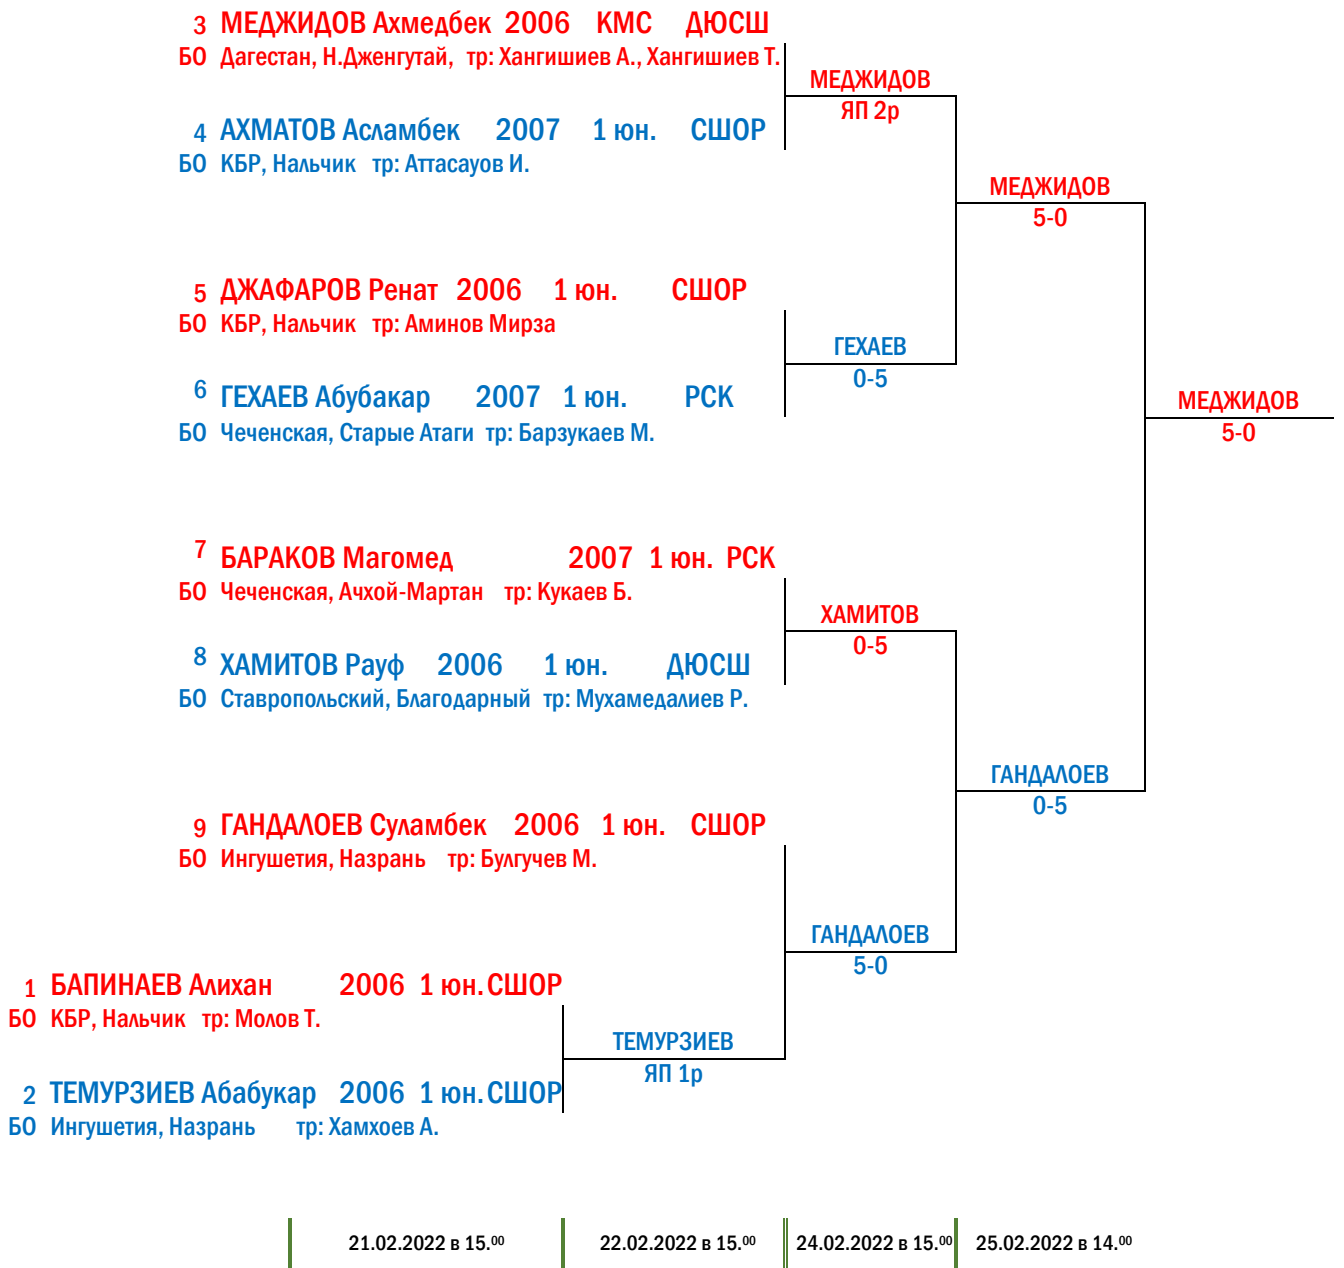 3 МЕДЖИДОВ Ахмедбек 2006 КМС ДЮСШ
БО Дагестан, Н.Дженгутай, тр: Хангишиев А., Хангишиев Т.
МЕДЖИДОВ
ЯП 2р
4 АХМАТОВ Асламбек 2007 1 юн. СШОР
БО КБР, Нальчик тр: Аттасауов И.
МЕДЖИДОВ
5-0
5 ДЖАФАРОВ Ренат 2006 1 юн. СШОР
БО КБР, Нальчик тр: Аминов Мирза
ГЕХАЕВ
0-5
6 ГЕХАЕВ Абубакар 2007 1 юн. РСК
БО Чеченская, Старые Атаги тр: Барзукаев М.
МЕДЖИДОВ
5-0
7 БАРАКОВ Магомед 2007 1 юн. РСК
БО Чеченская, Ачхой-Мартан тр: Кукаев Б.
ХАМИТОВ
0-5
8 ХАМИТОВ Рауф 2006 1 юн. ДЮСШ
БО Ставропольский, Благодарный тр: Мухамедалиев Р.
ГАНДАЛОЕВ
0-5
9 ГАНДАЛОЕВ Суламбек 2006 1 юн. СШОР
БО Ингушетия, Назрань тр: Булгучев М.
ГАНДАЛОЕВ
5-0
1 БАПИНАЕВ Алихан 2006 1 юн. СШОР
БО КБР, Нальчик тр: Молов Т.
ТЕМУРЗИЕВ
ЯП 1р
2 ТЕМУРЗИЕВ Абабукар 2006 1 юн. СШОР
БО Ингушетия, Назрань тр: Хамхоев А.
21.02.2022 в 15.00 22.02.2022 в 15.00 24.02.2022 в 15.00 25.02.2022 в 14.00